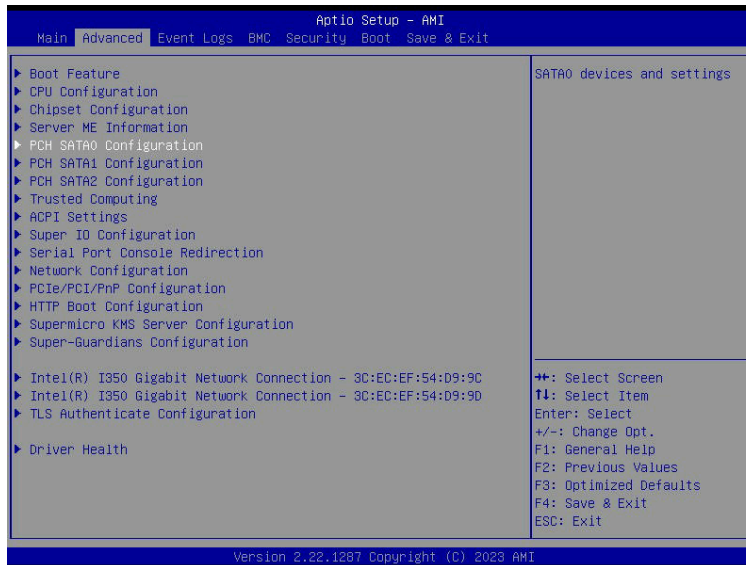 Aptio Setup - AMI
Main Advanced Event Logs BMC Security Boot Save & Exit
▶ Boot Feature
▶ CPU Configuration
▶ Chipset Configuration
▶ Server ME Information
▶ PCH SATA0 Configuration
▶ PCH SATA1 Configuration
▶ PCH SATA2 Configuration
▶ Trusted Computing
▶ ACPI Settings
▶ Super IO Configuration
▶ Serial Port Console Redirection
▶ Network Configuration
▶ PCIe/PCI/PnP Configuration
▶ HTTP Boot Configuration
▶ Supermicro KMS Server Configuration
▶ Super-Guardians Configuration
▶ Intel(R) I350 Gigabit Network Connection - 3C:EC:EF:54:D9:9C
▶ Intel(R) I350 Gigabit Network Connection - 3C:EC:EF:54:D9:9D
▶ TLS Authenticate Configuration
▶ Driver Health
SATA0 devices and settings
→←: Select Screen
↑↓: Select Item
Enter: Select
+/-: Change Opt.
F1: General Help
F2: Previous Values
F3: Optimized Defaults
F4: Save & Exit
ESC: Exit
Version 2.22.1287 Copyright (C) 2023 AMI